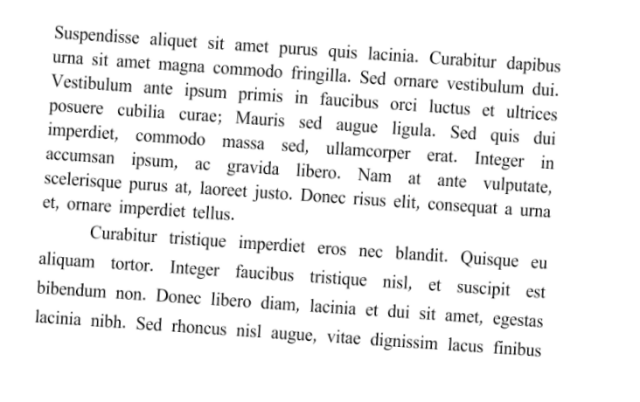 Suspendisse aliquet sit amet purus quis lacinia. Curabitur dapibus
urna sit amet magna commodo fringilla. Sed ornare vestibulum dui.
Vestibulum ante ipsum primis in faucibus orci luctus et ultrices
posuere cubilia curae; Mauris sed augue ligula. Sed quis dui
imperdiet, commodo massa sed, ullamcorper erat. Integer in
accumsan ipsum, ac gravida libero. Nam at ante vulputate,
scelerisque purus at, laoreet justo. Donec risus elit, consequat a urna
et, ornare imperdiet tellus.
Curabitur tristique imperdiet eros nec blandit. Quisque eu
aliquam tortor. Integer faucibus tristique nisl, et suscipit est
bibendum non. Donec libero diam, lacinia et dui sit amet, egestas
lacinia nibh. Sed rhoncus nisl augue, vitae dignissim lacus finibus